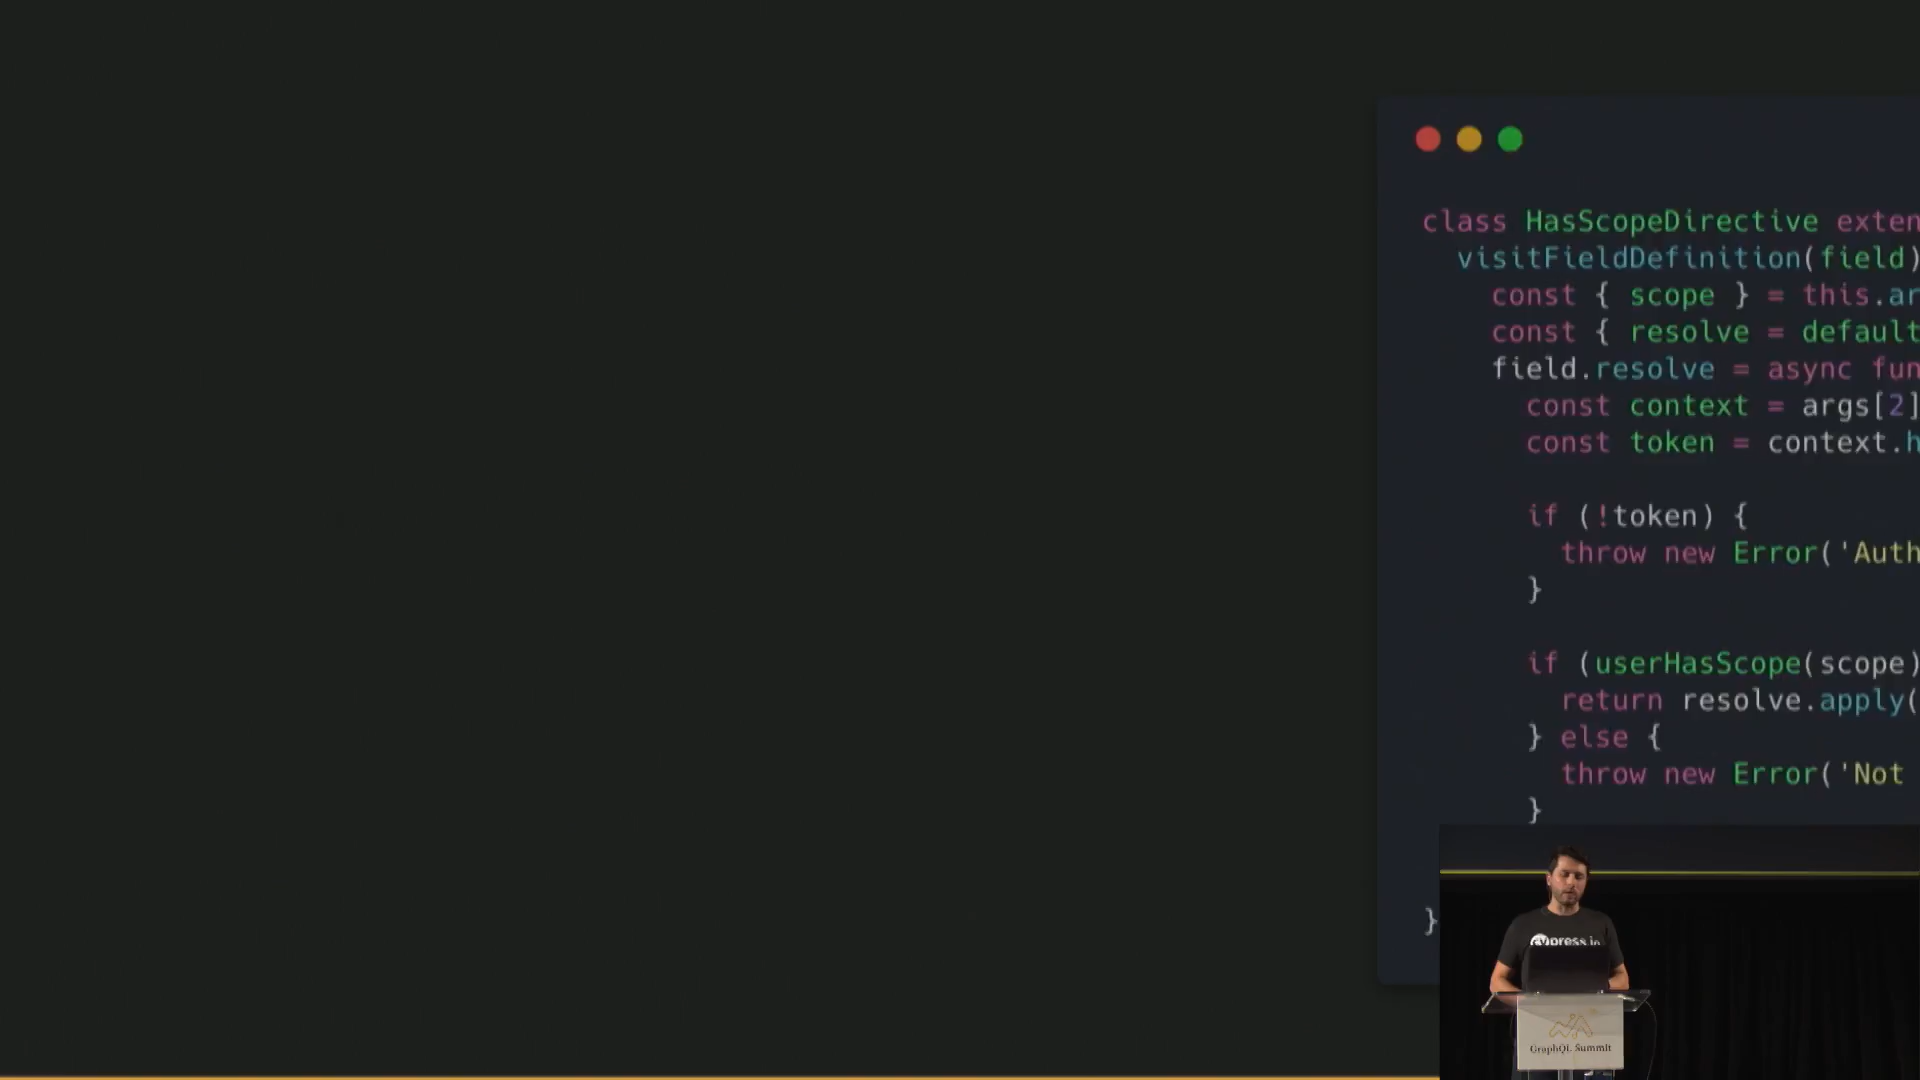 class HasScopeDirective exten
visitFieldDefinition(field)
const { scope } = this.ar
const { resolve = default
field.resolve = async fun
const context = args[2]
const token = context.h
if (!token) {
throw new Error('Auth
}
if (userHasScope(scope)
return resolve.apply(
} else {
throw new Error('Not
}
}
cypress.io
GraphQL Summit